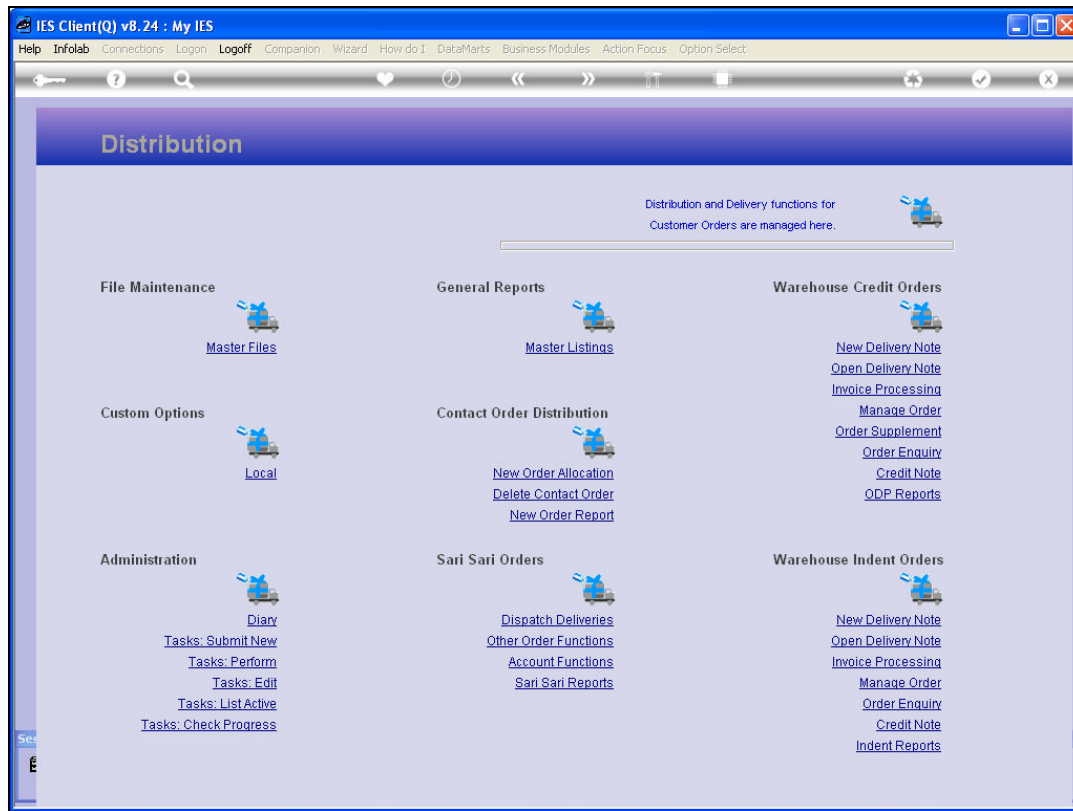 IES Client(Q) v8.24 : My IES
Help Infolab Connections Logon Logoff Companion Wizard How do I DataMarts Business Modules Action Focus Option Select
Distribution
Distribution and Delivery functions for
Customer Orders are managed here.
File Maintenance
Master Files
General Reports
Master Listings
Warehouse Credit Orders
New Delivery Note
Open Delivery Note
Invoice Processing
Manage Order
Order Supplement
Order Enquiry
Credit Note
ODP Reports
Custom Options
Local
Contact Order Distribution
New Order Allocation
Delete Contact Order
New Order Report
Administration
Diary
Tasks: Submit New
Tasks: Perform
Tasks: Edit
Tasks: List Active
Tasks: Check Progress
Sari Sari Orders
Dispatch Deliveries
Other Order Functions
Account Functions
Sari Sari Reports
Warehouse Indent Orders
New Delivery Note
Open Delivery Note
Invoice Processing
Manage Order
Order Enquiry
Credit Note
Indent Reports